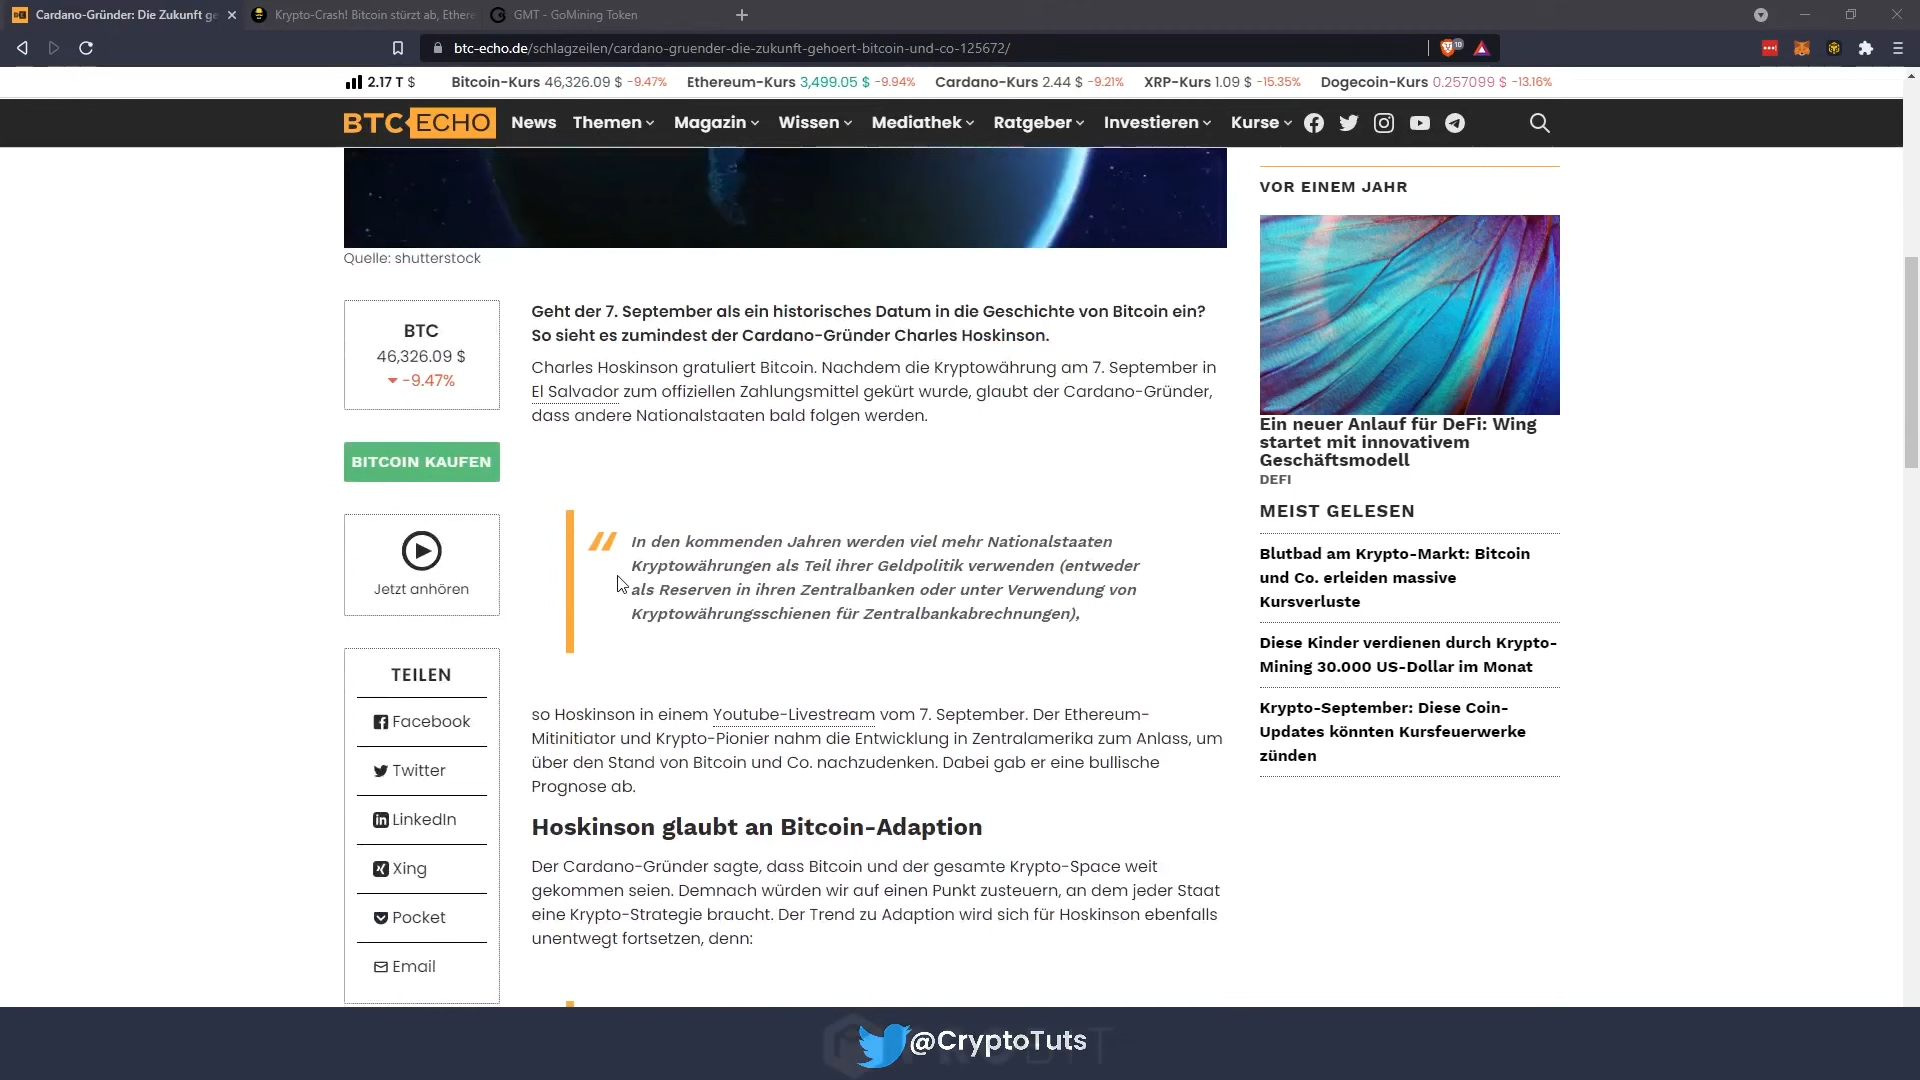 Cardano-Gründer: Die Zukunft ge
Krypto-Crash! Bitcoin stürzt ab, Ethere
GMT - GoMining Token
btc-echo.de/schlagzeilen/cardano-gruender-die-zukunft-gehoert-bitcoin-und-co-125672/
10
2.17 T $ Bitcoin-Kurs 46,326.09 $ -9.47% Ethereum-Kurs 3,499.05 $ -9.94% Cardano-Kurs 2.44 $ -9.21% XRP-Kurs 1.09 $ -15.35% Dogecoin-Kurs 0.257099 $ -13.16%
BTC ECHO News Themen Magazin Wissen Mediathek Ratgeber Investieren Kurse
Quelle: shutterstock
BTC
46,326.09 $
-9.47%
BITCOIN KAUFEN
Jetzt anhören
TEILEN
Facebook
Twitter
LinkedIn
Xing
Pocket
Email
Geht der 7. September als ein historisches Datum in die Geschichte von Bitcoin ein?
So sieht es zumindest der Cardano-Gründer Charles Hoskinson.
Charles Hoskinson gratuliert Bitcoin. Nachdem die Kryptowährung am 7. September in
El Salvador zum offiziellen Zahlungsmittel gekürt wurde, glaubt der Cardano-Gründer,
dass andere Nationalstaaten bald folgen werden.
In den kommenden Jahren werden viel mehr Nationalstaaten
Kryptowährungen als Teil ihrer Geldpolitik verwenden (entweder
als Reserven in ihren Zentralbanken oder unter Verwendung von
Kryptowährungsschienen für Zentralbankabrechnungen),
so Hoskinson in einem Youtube-Livestream vom 7. September. Der Ethereum-
Mitinitiator und Krypto-Pionier nahm die Entwicklung in Zentralamerika zum Anlass, um
über den Stand von Bitcoin und Co. nachzudenken. Dabei gab er eine bullische
Prognose ab.
Hoskinson glaubt an Bitcoin-Adaption
Der Cardano-Gründer sagte, dass Bitcoin und der gesamte Krypto-Space weit
gekommen seien. Demnach würden wir auf einen Punkt zusteuern, an dem jeder Staat
eine Krypto-Strategie braucht. Der Trend zu Adaption wird sich für Hoskinson ebenfalls
unentwegt fortsetzen, denn:
VOR EINEM JAHR
Ein neuer Anlauf für DeFi: Wing
startet mit innovativem
Geschäftsmodell
DEFI
MEIST GELESEN
Blutbad am Krypto-Markt: Bitcoin
und Co. erleiden massive
Kursverluste
Diese Kinder verdienen durch Krypto-
Mining 30.000 US-Dollar im Monat
Krypto-September: Diese Coin-
Updates könnten Kursfeuerwerke
zünden
@CryptoTuts